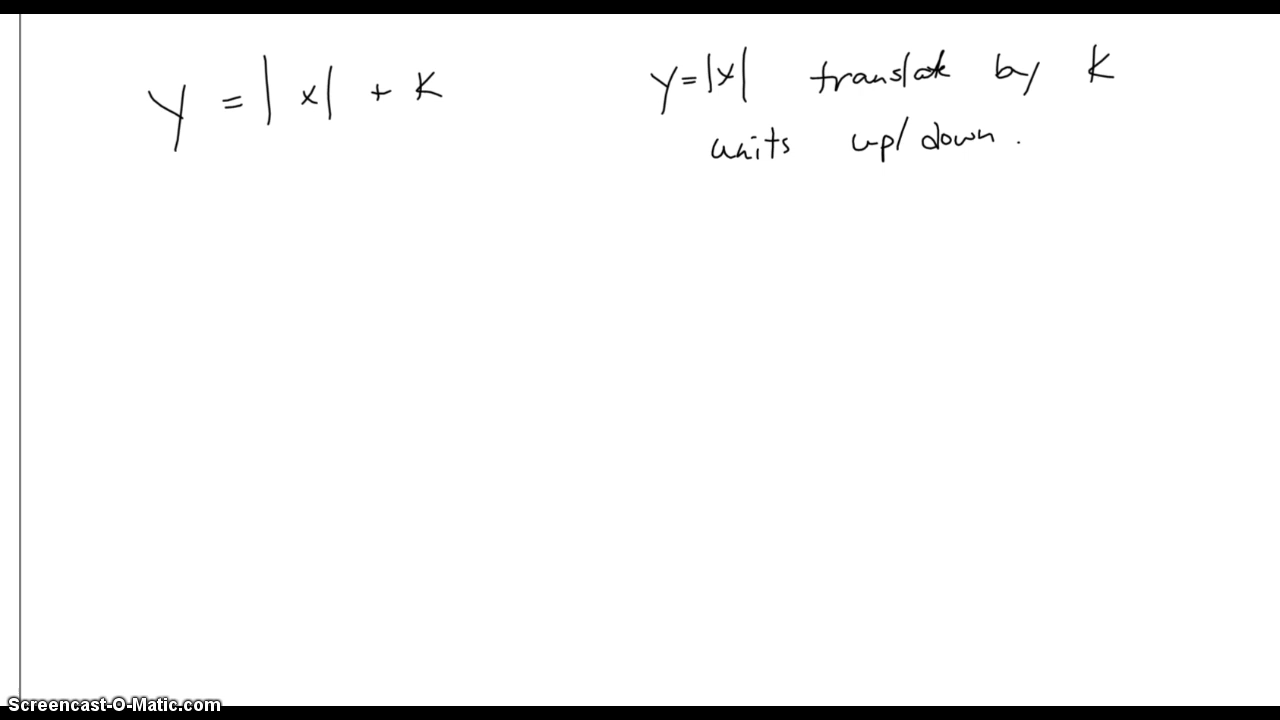 y = |x| + k
y=|x| translate by k
units up/down.
Screencast-O-Matic.com